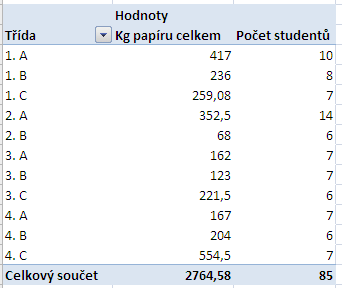 Hodnoty
Třída Kg papíru celkem Počet studentů
1. A 417 10
1. B 236 8
1. C 259,08 7
2. A 352,5 14
2. B 68 6
3. A 162 7
3. B 123 7
3. C 221,5 6
4. A 167 7
4. B 204 6
4. C 554,5 7
Celkový součet 2764,58 85